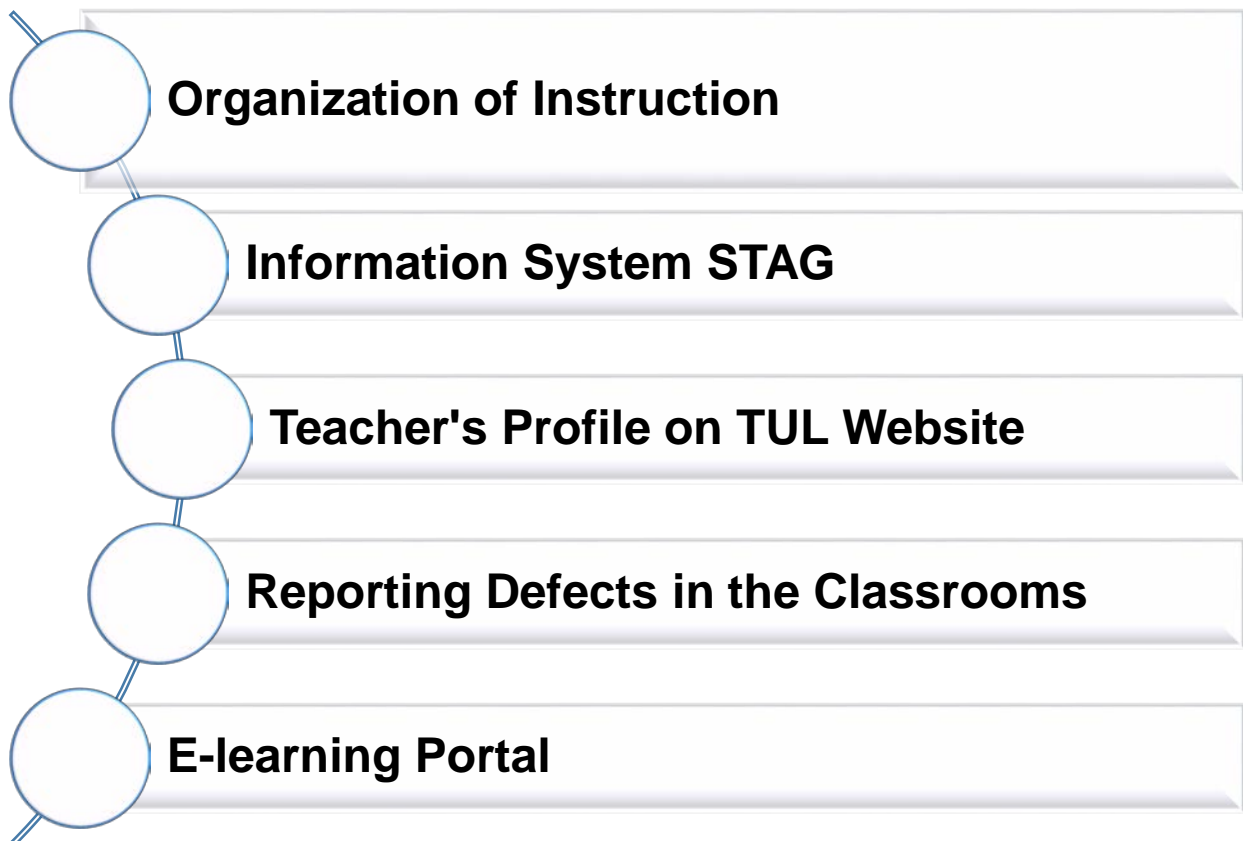 Organization of Instruction
Information System STAG
Teacher's Profile on TUL Website
Reporting Defects in the Classrooms
E-learning Portal